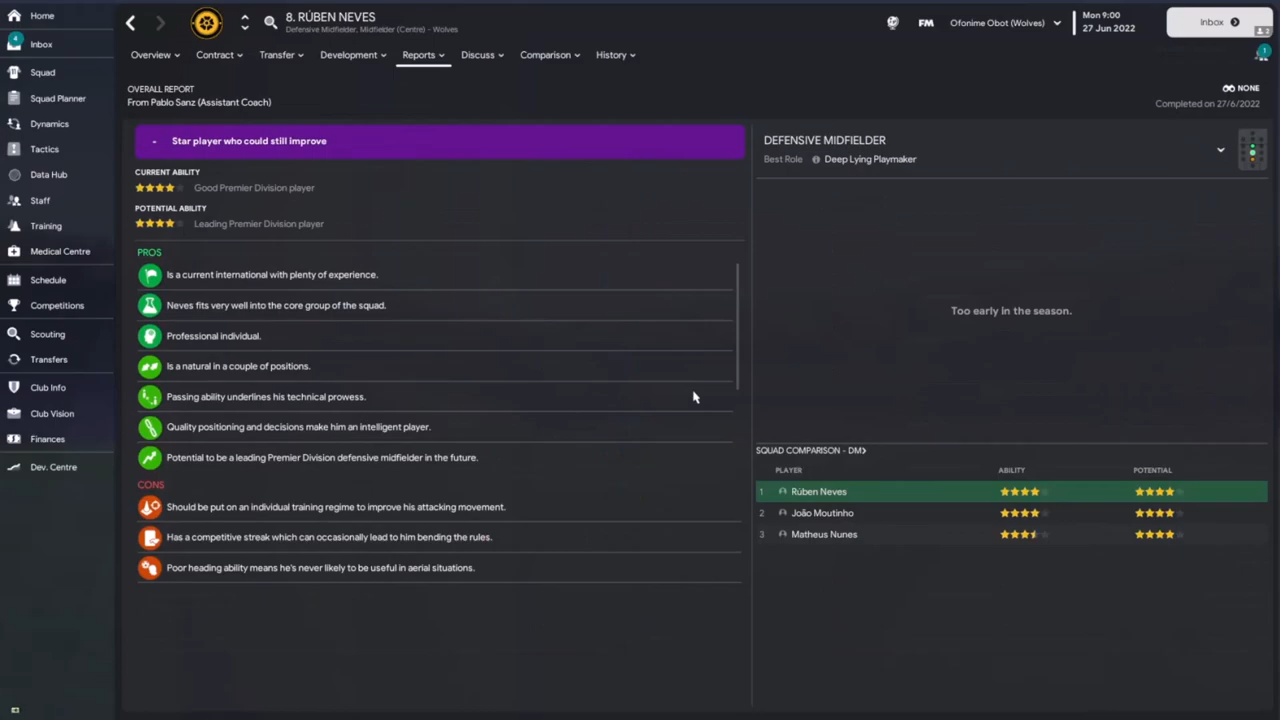 Home
4
Inbox
Squad
Squad Planner
Dynamics
Tactics
Data Hub
Staff
Training
Medical Centre
Schedule
Competitions
Scouting
Transfers
Club Info
Club Vision
Finances
Dev. Centre
8. RÚBEN NEVES
Defensive Midfielder, Midfielder (Centre) - Wolves
FM
Ofonime Obot (Wolves)
Mon 9:00
27 Jun 2022
Inbox
2
1
Overview
Contract
Transfer
Development
Reports
Discuss
Comparison
History
OVERALL REPORT
From Pablo Sanz (Assistant Coach)
NONE
Completed on 27/6/2022
- Star player who could still improve
CURRENT ABILITY
Good Premier Division player
POTENTIAL ABILITY
Leading Premier Division player
PROS
Is a current international with plenty of experience.
Neves fits very well into the core group of the squad.
Professional individual.
Is a natural in a couple of positions.
Passing ability underlines his technical prowess.
Quality positioning and decisions make him an intelligent player.
Potential to be a leading Premier Division defensive midfielder in the future.
CONS
Should be put on an individual training regime to improve his attacking movement.
Has a competitive streak which can occasionally lead to him bending the rules.
Poor heading ability means he's never likely to be useful in aerial situations.
DEFENSIVE MIDFIELDER
Best Role Deep Lying Playmaker
Too early in the season.
SQUAD COMPARISON - DM
PLAYER ABILITY POTENTIAL
1 Rúben Neves
2 João Moutinho
3 Matheus Nunes